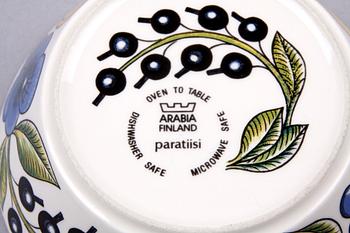 OVEN TO TABLE
ARABIA
FINLAND
paratiisi
DISHWASHER SAFE
MICROWAVE SAFE